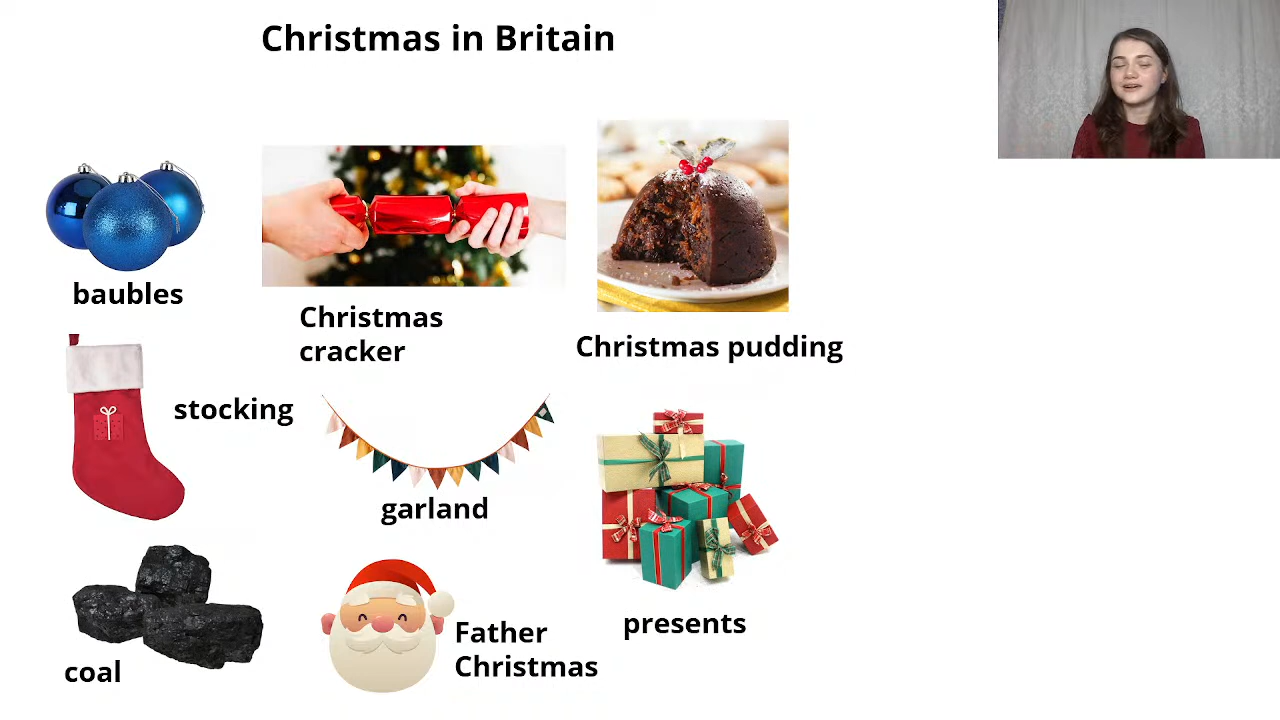 Christmas in Britain
baubles
Christmas
cracker
Christmas pudding
stocking
garland
presents
coal
Father
Christmas